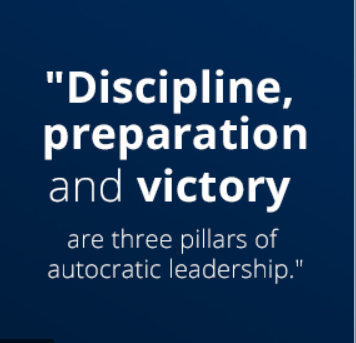 "Discipline,
preparation
and victory
are three pillars of
autocratic leadership."